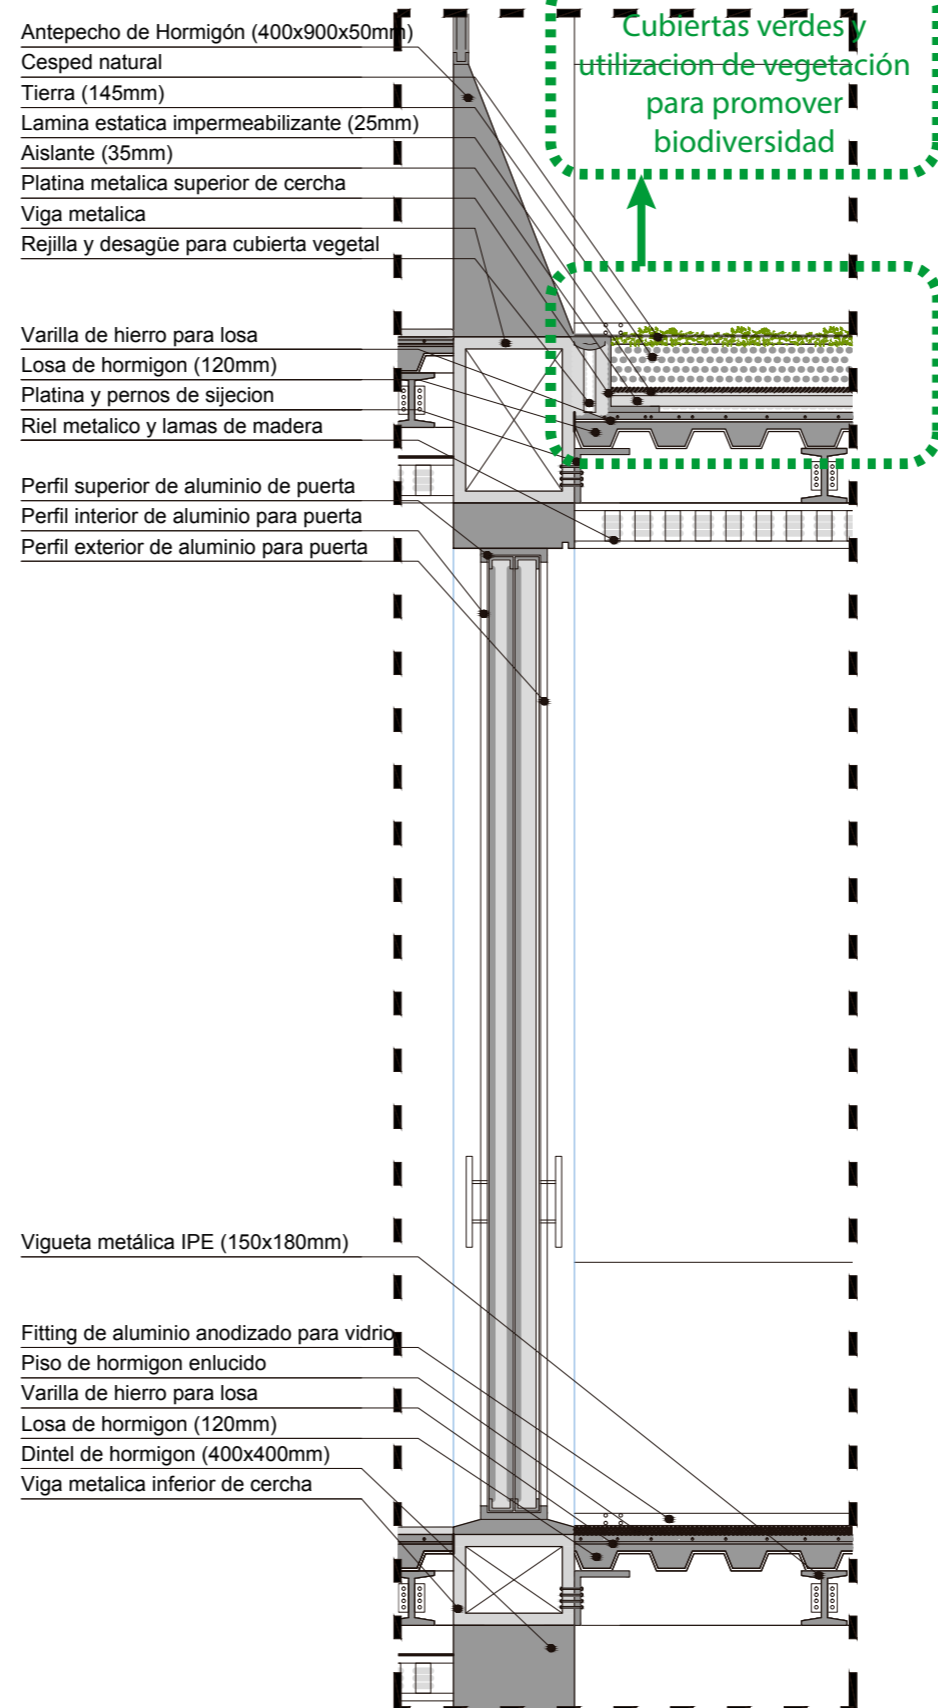 Antepecho de Hormigón (400x900x50mm)
Cesped natural
Tierra (145mm)
Lamina estatica impermeabilizante (25mm)
Aislante (35mm)
Platina metalica superior de cercha
Viga metalica
Rejilla y desagüe para cubierta vegetal
Cubiertas verdes y
utilizacion de vegetación
para promover
biodiversidad
Varilla de hierro para losa
Losa de hormigon (120mm)
Platina y pernos de sijecion
Riel metalico y lamas de madera
Perfil superior de aluminio de puerta
Perfil interior de aluminio para puerta
Perfil exterior de aluminio para puerta
Vigueta metálica IPE (150x180mm)
Fitting de aluminio anodizado para vidrio
Piso de hormigon enlucido
Varilla de hierro para losa
Losa de hormigon (120mm)
Dintel de hormigon (400x400mm)
Viga metalica inferior de cercha